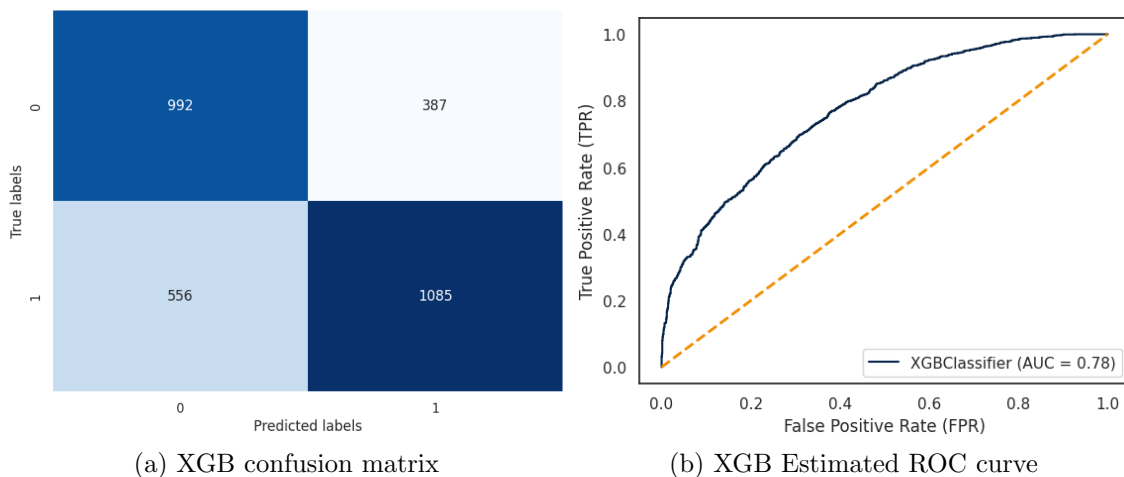 True labels
0
992
387
1
556
1085
0
1
Predicted labels
(a) XGB confusion matrix
True Positive Rate (TPR)
1.0
0.8
0.6
0.4
0.2
0.0
XGBClassifier (AUC = 0.78)
0.0
0.2
0.4
0.6
0.8
1.0
False Positive Rate (FPR)
(b) XGB Estimated ROC curve